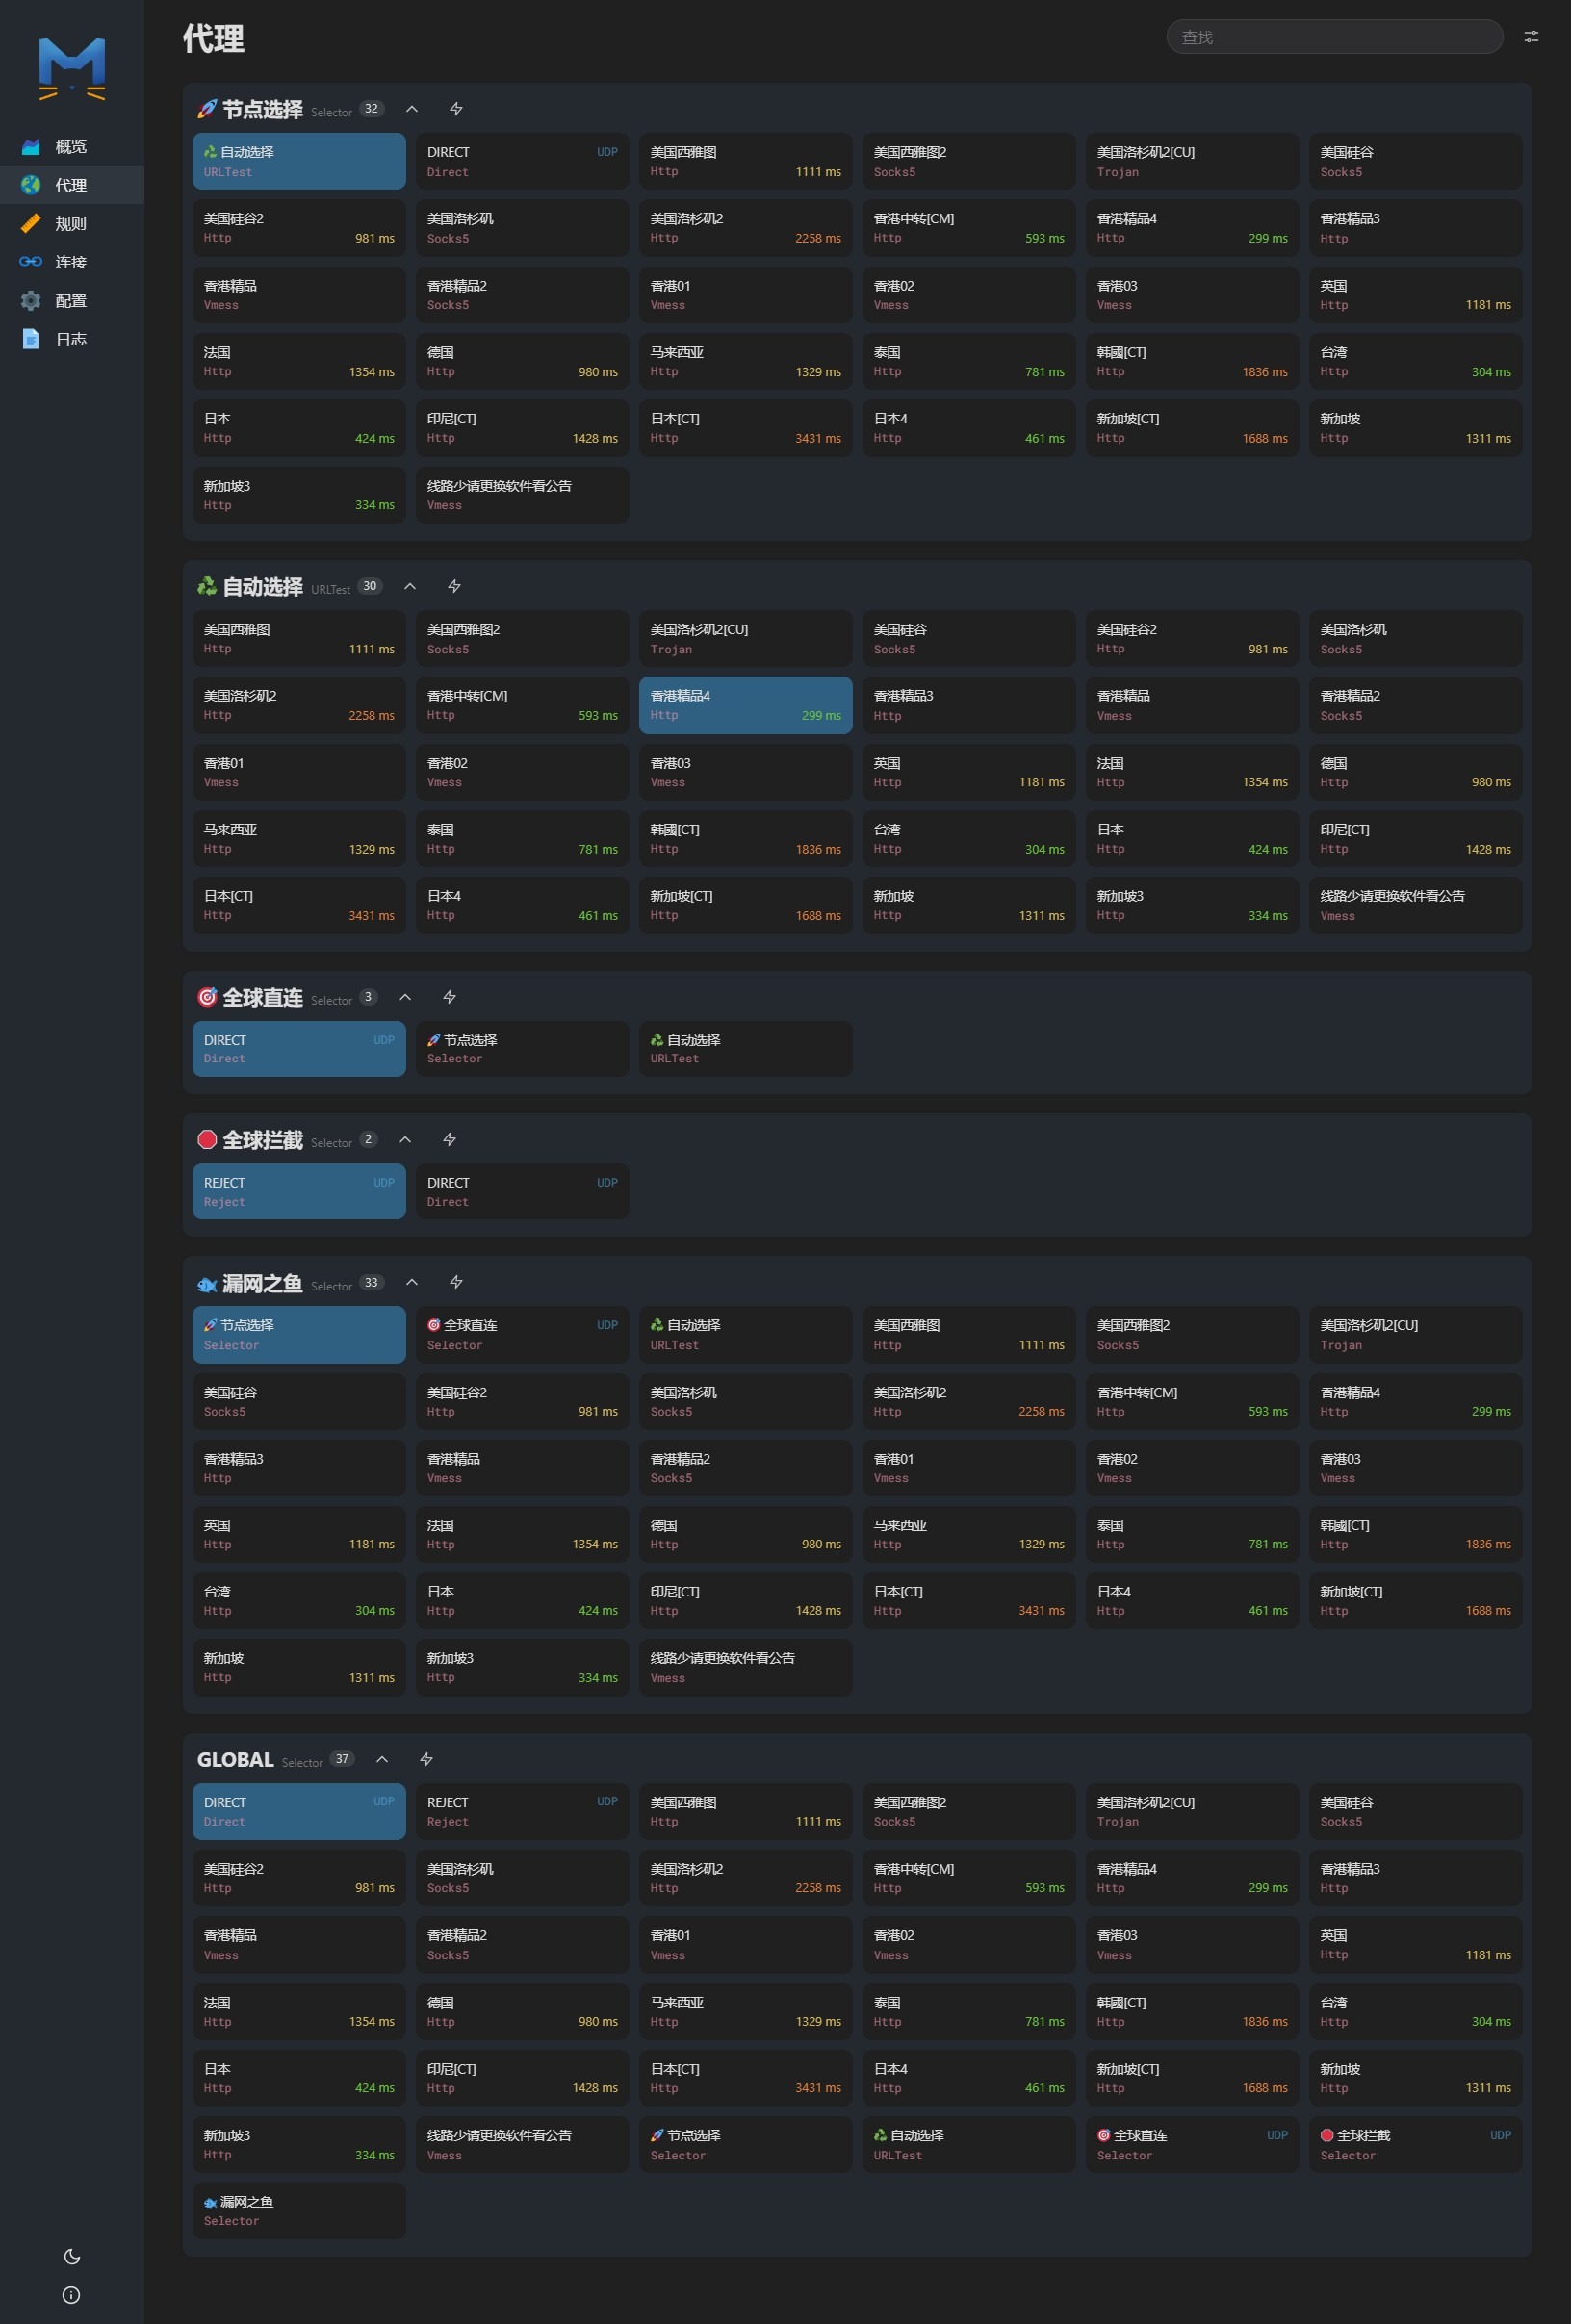 代理
查找
概览
代理
规则
连接
配置
日志
节点选择 Selector 32
自动选择 DIRECT UDP 美国西雅图 美国西雅图2 美国洛杉矶2[CU] 美国硅谷
URLTest Direct Http 1111 ms Socks5 Trojan Socks5
美国硅谷2 美国洛杉矶 美国洛杉矶2 香港中转[CM] 香港精品4 香港精品3
Http 981 ms Socks5 Http 2258 ms Http 593 ms Http 299 ms Http
香港精品 香港精品2 香港01 香港02 香港03 英国
Vmess Socks5 Vmess Vmess Vmess Http 1181 ms
法国 德国 马来西亚 泰国 韩國[CT] 台湾
Http 1354 ms Http 980 ms Http 1329 ms Http 781 ms Http 1836 ms Http 304 ms
日本 印尼[CT] 日本[CT] 日本4 新加坡[CT] 新加坡
Http 424 ms Http 1428 ms Http 3431 ms Http 461 ms Http 1688 ms Http 1311 ms
新加坡3 线路少请更换软件看公告
Http 334 ms Vmess
自动选择 URLTest 30
美国西雅图 美国西雅图2 美国洛杉矶2[CU] 美国硅谷 美国硅谷2 美国洛杉矶
Http 1111 ms Socks5 Trojan Socks5 Http 981 ms Socks5
美国洛杉矶2 香港中转[CM] 香港精品4 香港精品3 香港精品 香港精品2
Http 2258 ms Http 593 ms Http 299 ms Http Vmess Socks5
香港01 香港02 香港03 英国 法国 德国
Vmess Vmess Vmess Http 1181 ms Http 1354 ms Http 980 ms
马来西亚 泰国 韩國[CT] 台湾 日本 印尼[CT]
Http 1329 ms Http 781 ms Http 1836 ms Http 304 ms Http 424 ms Http 1428 ms
日本[CT] 日本4 新加坡[CT] 新加坡 新加坡3 线路少请更换软件看公告
Http 3431 ms Http 461 ms Http 1688 ms Http 1311 ms Http 334 ms Vmess
全球直连 Selector 3
DIRECT UDP 节点选择 自动选择
Direct Selector URLTest
全球拦截 Selector 2
REJECT UDP DIRECT UDP
Reject Direct
漏网之鱼 Selector 33
节点选择 全球直连 UDP 自动选择 美国西雅图 美国西雅图2 美国洛杉矶2[CU]
Selector Selector URLTest Http 1111 ms Socks5 Trojan
美国硅谷 美国硅谷2 美国洛杉矶 美国洛杉矶2 香港中转[CM] 香港精品4
Socks5 Http 981 ms Socks5 Http 2258 ms Http 593 ms Http 299 ms
香港精品3 香港精品 香港精品2 香港01 香港02 香港03
Http Vmess Socks5 Vmess Vmess Vmess
英国 法国 德国 马来西亚 泰国 韩國[CT]
Http 1181 ms Http 1354 ms Http 980 ms Http 1329 ms Http 781 ms Http 1836 ms
台湾 日本 印尼[CT] 日本[CT] 日本4 新加坡[CT]
Http 304 ms Http 424 ms Http 1428 ms Http 3431 ms Http 461 ms Http 1688 ms
新加坡 新加坡3 线路少请更换软件看公告
Http 1311 ms Http 334 ms Vmess
GLOBAL Selector 37
DIRECT UDP REJECT UDP 美国西雅图 美国西雅图2 美国洛杉矶2[CU] 美国硅谷
Direct Reject Http 1111 ms Socks5 Trojan Socks5
美国硅谷2 美国洛杉矶 美国洛杉矶2 香港中转[CM] 香港精品4 香港精品3
Http 981 ms Socks5 Http 2258 ms Http 593 ms Http 299 ms Http
香港精品 香港精品2 香港01 香港02 香港03 英国
Vmess Socks5 Vmess Vmess Vmess Http 1181 ms
法国 德国 马来西亚 泰国 韩國[CT] 台湾
Http 1354 ms Http 980 ms Http 1329 ms Http 781 ms Http 1836 ms Http 304 ms
日本 印尼[CT] 日本[CT] 日本4 新加坡[CT] 新加坡
Http 424 ms Http 1428 ms Http 3431 ms Http 461 ms Http 1688 ms Http 1311 ms
新加坡3 线路少请更换软件看公告 节点选择 自动选择 全球直连 UDP 全球拦截 UDP
Http 334 ms Vmess Selector URLTest Selector Selector
漏网之鱼
Selector